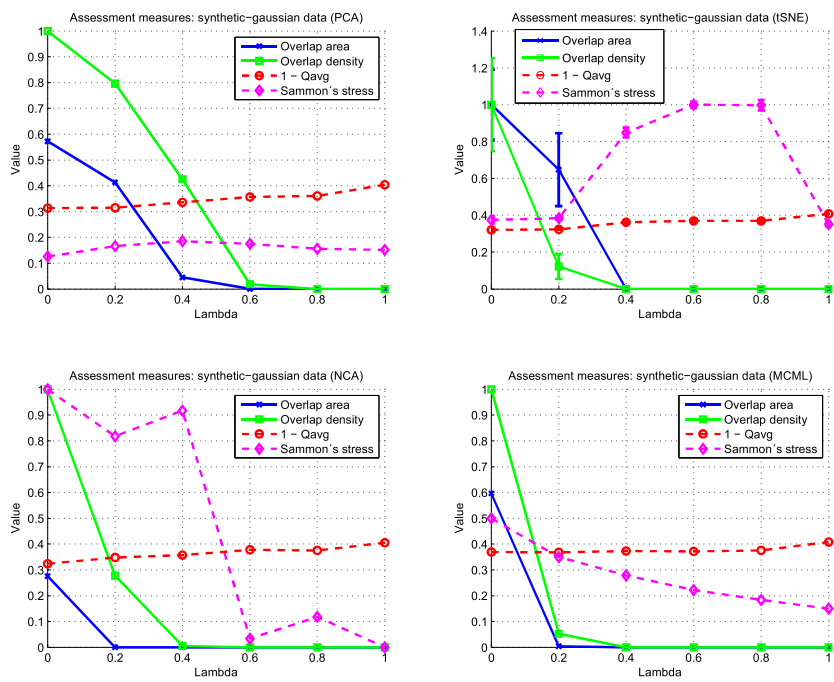 Assessment measures: synthetic−gaussian data (PCA)
1
0.9
0.8
0.7
0.6
0.5
0.4
0.3
0.2
0.1
0
Value
0 0.2 0.4 0.6 0.8 1
Lambda
Overlap area
Overlap density
1 − Qavg
Sammon´s stress
Assessment measures: synthetic−gaussian data (tSNE)
1.4
1.2
1
0.8
0.6
0.4
0.2
0
Value
0 0.2 0.4 0.6 0.8 1
Lambda
Overlap area
Overlap density
1 − Qavg
Sammon´s stress
Assessment measures: synthetic−gaussian data (NCA)
1
0.9
0.8
0.7
0.6
0.5
0.4
0.3
0.2
0.1
0
Value
0 0.2 0.4 0.6 0.8 1
Lambda
Overlap area
Overlap density
1 − Qavg
Sammon´s stress
Assessment measures: synthetic−gaussian data (MCML)
1
0.9
0.8
0.7
0.6
0.5
0.4
0.3
0.2
0.1
0
Value
0 0.2 0.4 0.6 0.8 1
Lambda
Overlap area
Overlap density
1 − Qavg
Sammon´s stress